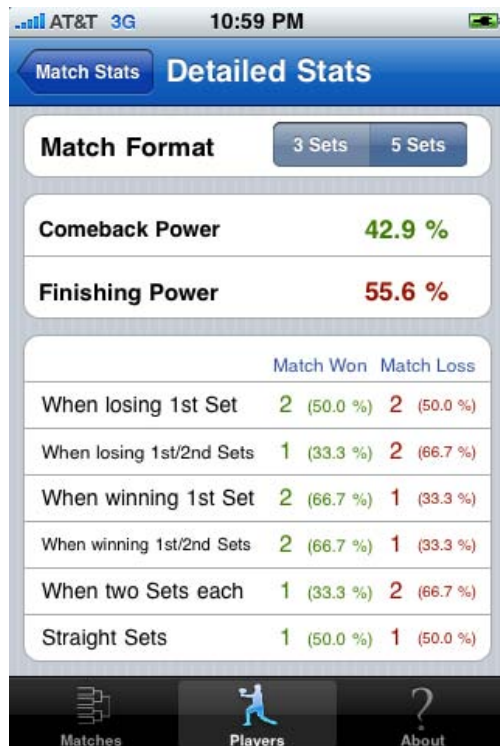 AT&T 3G 10:59 PM
Match Stats Detailed Stats
Match Format 3 Sets 5 Sets
Comeback Power 42.9 %
Finishing Power 55.6 %
Match Won Match Loss
When losing 1st Set 2 (50.0 %) 2 (50.0 %)
When losing 1st/2nd Sets 1 (33.3 %) 2 (66.7 %)
When winning 1st Set 2 (66.7 %) 1 (33.3 %)
When winning 1st/2nd Sets 2 (66.7 %) 1 (33.3 %)
When two Sets each 1 (33.3 %) 2 (66.7 %)
Straight Sets 1 (50.0 %) 1 (50.0 %)
?
Matches Players About